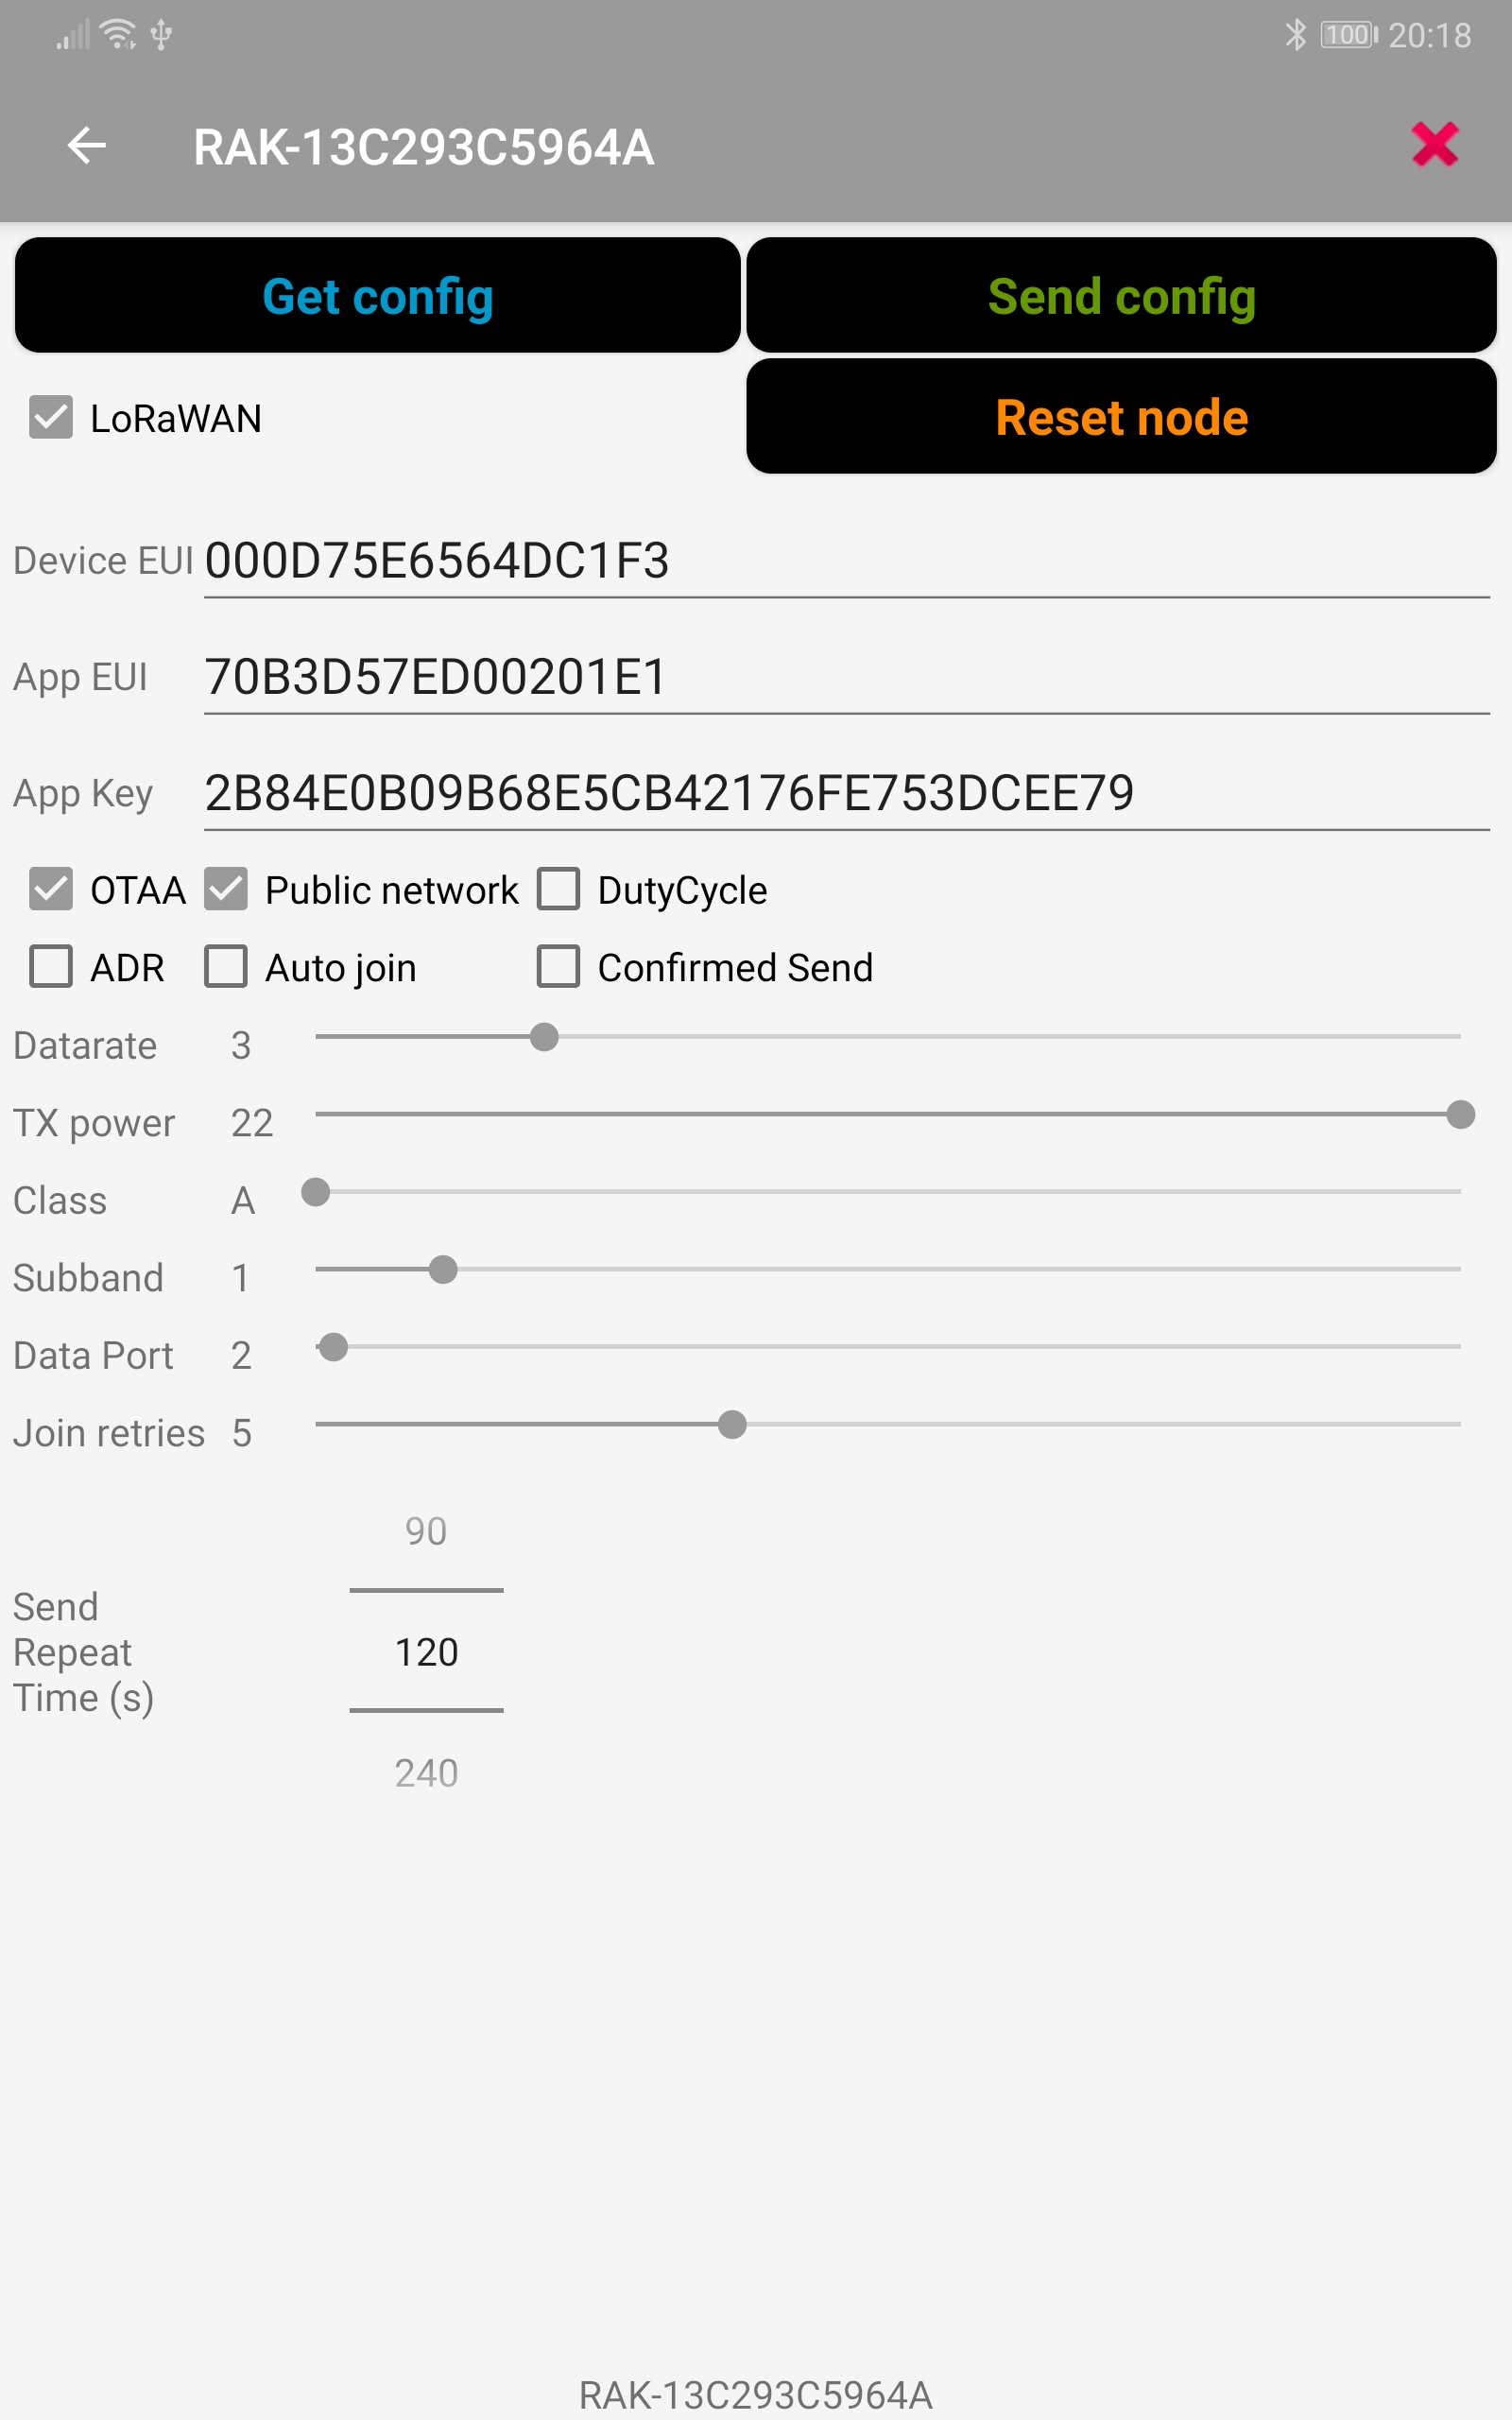 100 20:18
RAK-13C293C5964A
Get config Send config
LoRaWAN Reset node
Device EUI 000D75E6564DC1F3
App EUI 70B3D57ED00201E1
App Key 2B84E0B09B68E5CB42176FE753DCEE79
OTAA Public network DutyCycle
ADR Auto join Confirmed Send
Datarate 3
TX power 22
Class A
Subband 1
Data Port 2
Join retries 5
90
Send
Repeat 120
Time (s)
240
RAK-13C293C5964A